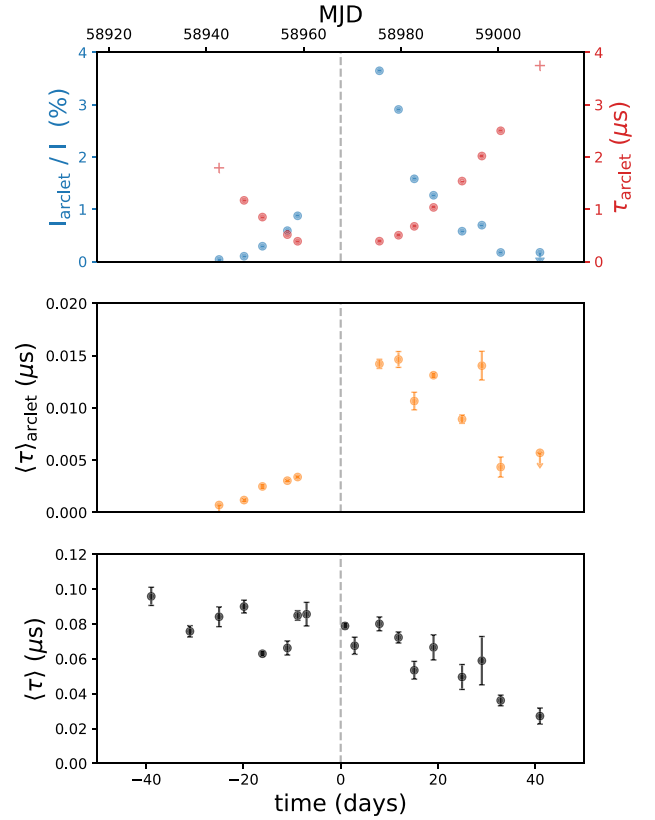 MJD
58920 58940 58960 58980 59000
I_arclet / I (%)
4
3
2
1
0
τ_arclet (μs)
4
3
2
1
0
⟨τ⟩_arclet (μs)
0.020
0.015
0.010
0.005
0.000
⟨τ⟩ (μs)
0.12
0.10
0.08
0.06
0.04
0.02
0.00
−40 −20 0 20 40
time (days)